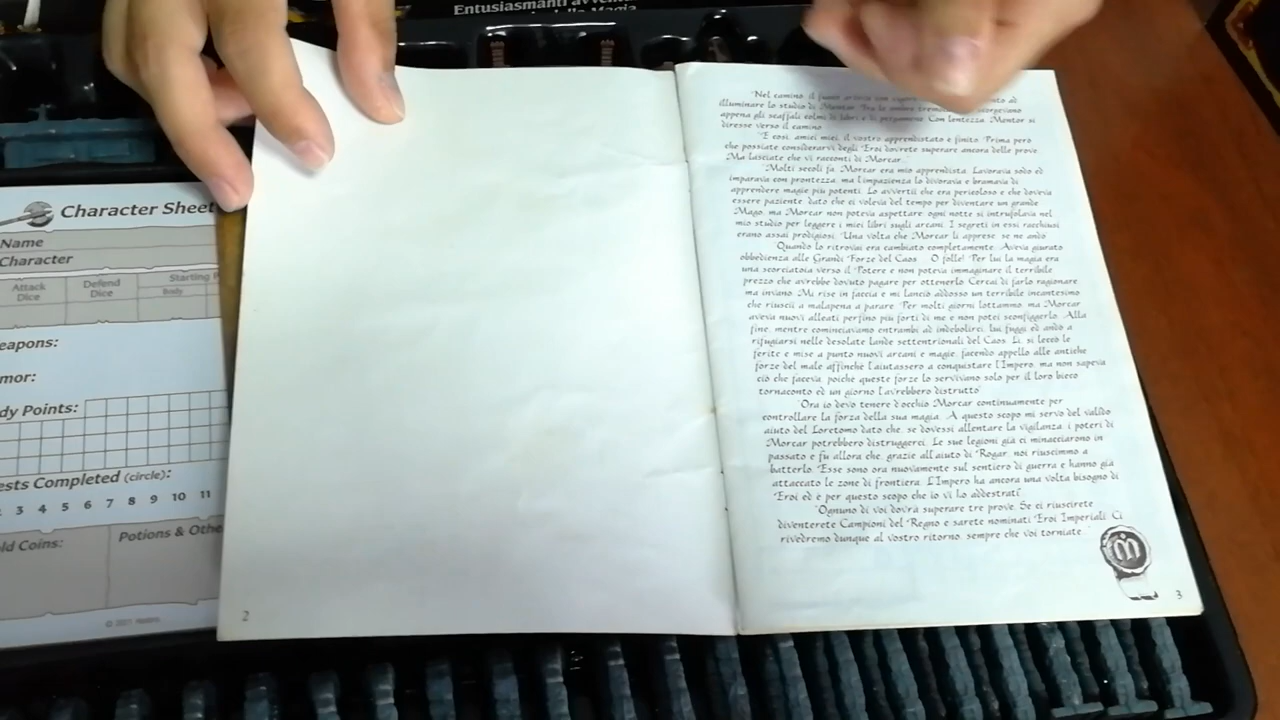 Entusiasmanti
della Magia
Character Sheet
Name
Character
Attack
Dice
Defend
Dice
Starting
Body
eapons:
mor:
dy Points:
ests Completed (circle):
3 4 5 6 7 8 9 10 11
ld Coins:
Potions & Othe
© 2021 Hasbro.
2
"Nel camino, il fuoco
illuminare lo studio di Mentor. Tra le ombre
appena gli scaffali colmi di libri e di pergamene. Con lentezza, Mentor si
diresse verso il camino.
"E così, amici miei, il vostro apprendistato è finito. Prima però
che possiate considerarvi degli Eroi dovrete superare ancora delle prove.
Ma lasciate che vi racconti di Morcar.
"Molti secoli fa, Morcar era mio apprendista. Lavorava sodo ed
imparava con prontezza, ma l'impazienza lo divorava e bramava di
apprendere magie più potenti. Lo avvertii che era pericoloso e che doveva
essere paziente, dato che ci voleva del tempo per diventare un grande
Mago, ma Morcar non poteva aspettare: ogni notte si intrufolava nel
mio studio per leggere i miei libri sugli arcani. I segreti in essi racchiusi
erano assai prodigiosi. Una volta che Morcar li apprese, se ne andò.
Quando lo ritrovai era cambiato completamente. Aveva giurato
obbedienza alle Grandi Forze del Caos... O folle! Per lui la magia era
una scorciatoia verso il Potere e non poteva immaginare il terribile
prezzo che avrebbe dovuto pagare per ottenerlo. Cercai di farlo ragionare
ma invano. Mi rise in faccia e mi lanciò addosso un terribile incantesimo
che riuscii a malapena a parare. Per molti giorni lottammo, ma Morcar
aveva nuovi alleati perfino più forti di me e non potei sconfiggerlo. Alla
fine, mentre cominciavamo entrambi ad indebolirci, lui fuggì ed andò a
rifugiarsi nelle desolate lande settentrionali del Caos. Lì, si leccò le
ferite e mise a punto nuovi arcani e magie, facendo appello alle antiche
forze del male affinché l'aiutassero a conquistare l'Impero, ma non sapeva
ciò che faceva, poiché queste forze lo servivano solo per il loro bieco
tornaconto ed un giorno l'avrebbero distrutto.
"Ora io devo tenere d'occhio Morcar continuamente per
controllare la forza della sua magia. A questo scopo mi servo del valido
aiuto del Loretomo dato che, se dovessi allentare la vigilanza, i poteri di
Morcar potrebbero distruggerci. Le sue legioni già ci minacciarono in
passato e fu allora che, grazie all'aiuto di Rogar, noi riuscimmo a
batterlo. Esse sono ora nuovamente sul sentiero di guerra e hanno già
attaccato le zone di frontiera. L'Impero ha ancora una volta bisogno di
Eroi ed è per questo scopo che io vi ho addestrati.
"Ognuno di voi dovrà superare tre prove. Se ci riuscirete
diventerete Campioni del Regno e sarete nominati Eroi Imperiali. Ci
rivedremo dunque al vostro ritorno, sempre che voi torniate..."
3